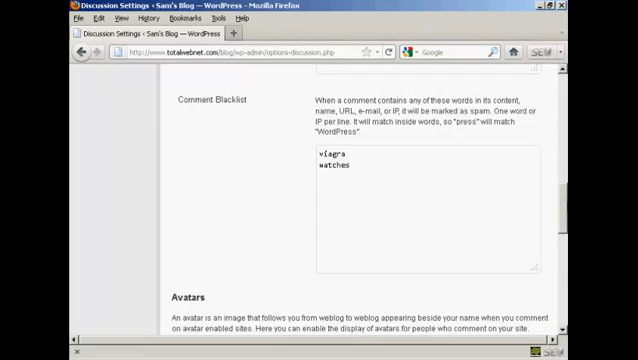 Discussion Settings ‹ Sam's Blog — WordPress - Mozilla Firefox
File Edit View History Bookmarks Tools Help
Discussion Settings ‹ Sam's Blog — WordPress
http://www.totalwebnet.com/blog/wp-admin/options-discussion.php
Google
SEO
Comment Blacklist
When a comment contains any of these words in its content,
name, URL, e-mail, or IP, it will be marked as spam. One word or
IP per line. It will match inside words, so "press" will match
"WordPress".
viagra
watches
Avatars
An avatar is an image that follows you from weblog to weblog appearing beside your name when you comment
on avatar enabled sites. Here you can enable the display of avatars for people who comment on your site.
SEO